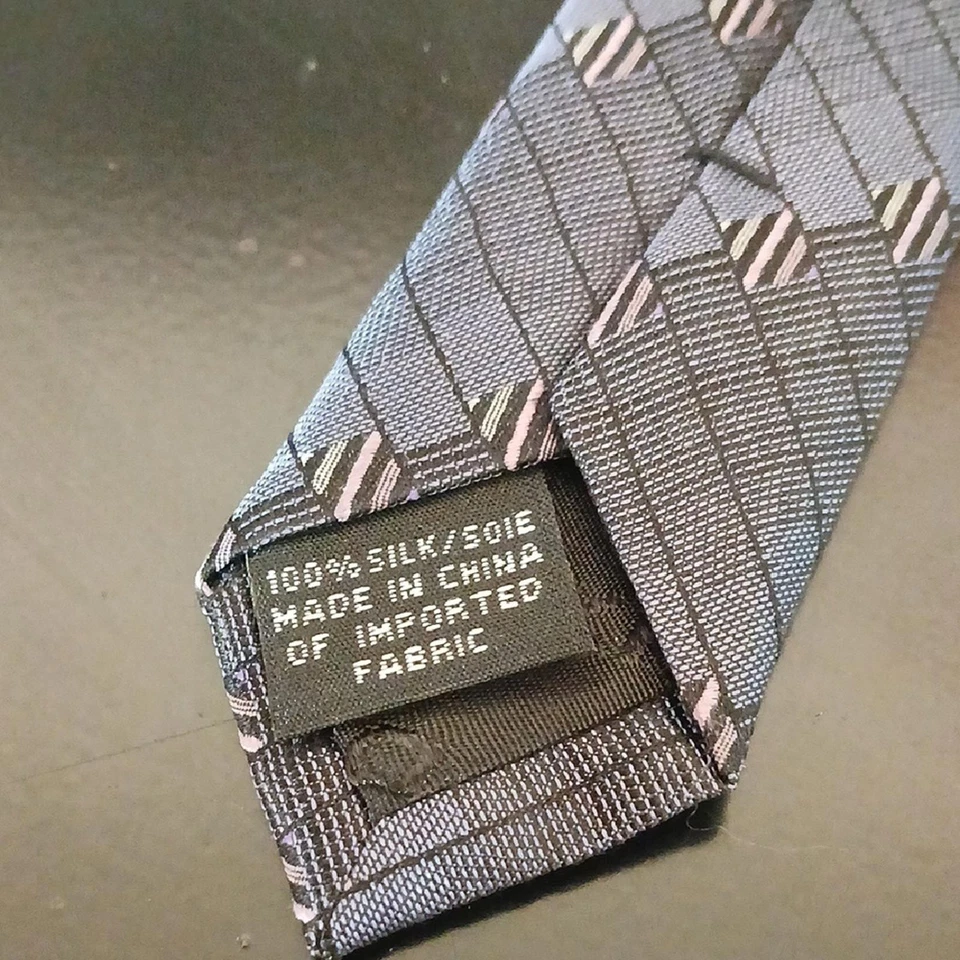 100% SILK/SOIE
MADE IN CHINA
OF IMPORTED
FABRIC